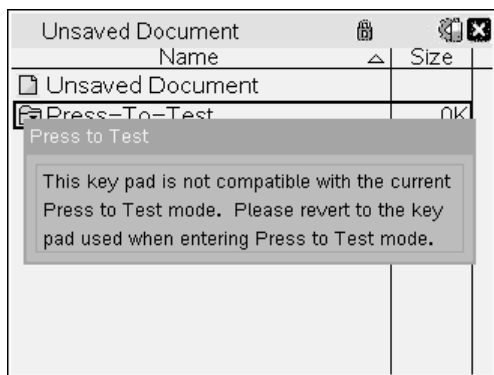 Unsaved Document
Name Size
Unsaved Document
Press-To-Test 0K
Press to Test
This key pad is not compatible with the current
Press to Test mode. Please revert to the key
pad used when entering Press to Test mode.